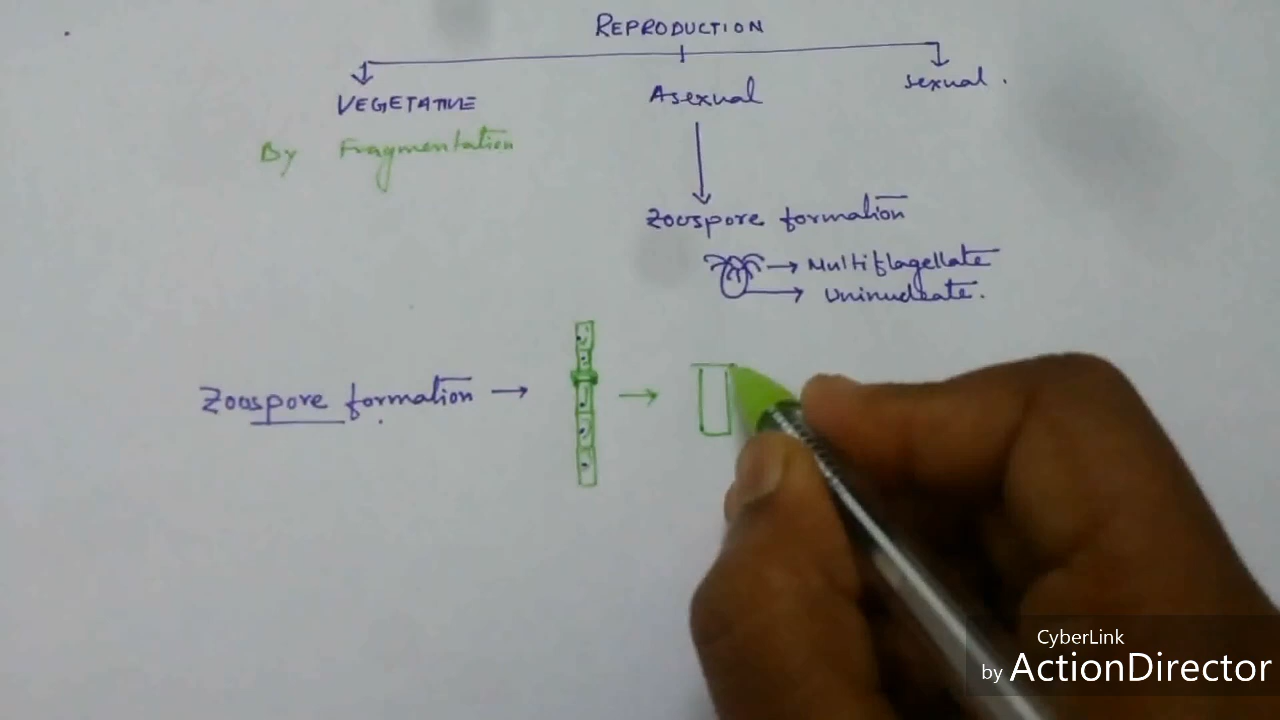 REPRODUCTION
VEGETATIVE
Asexual
sexual.
By Fragmentation
Zoospore formation
Multiflagellate
Uninucleate.
Zoospore formation
CyberLink
by ActionDirector